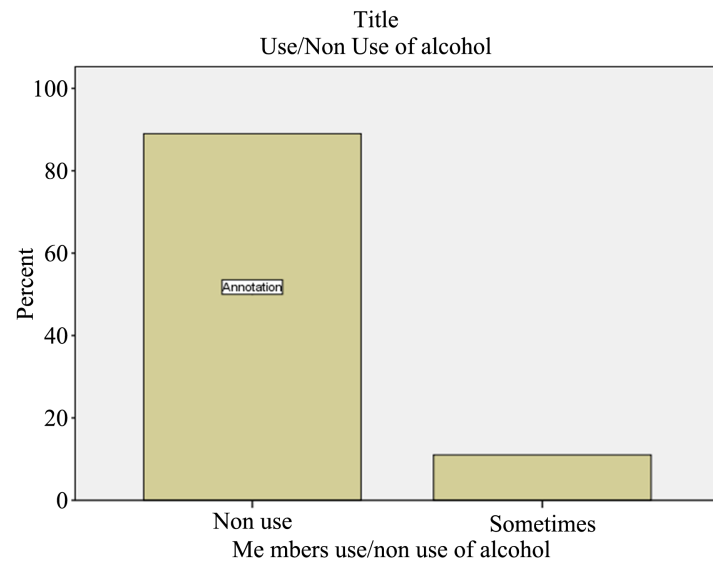 Title
Use/Non Use of alcohol
100
80
60
40
20
0
Percent
Annotation
Non use
Sometimes
Me mbers use/non use of alcohol